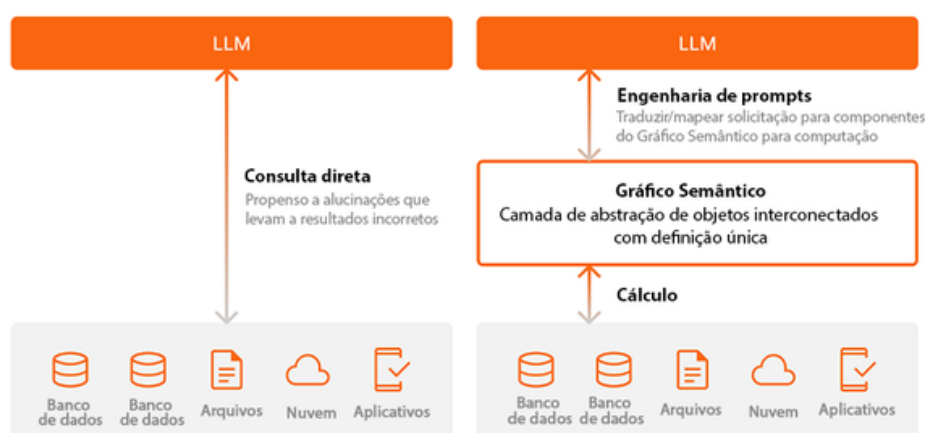 LLM
Consulta direta
Propenso a alucinações que
levam a resultados incorretos
Banco
de dados
Banco
de dados
Arquivos
Nuvem
Aplicativos
LLM
Engenharia de prompts
Traduzir/mapear solicitação para componentes
do Gráfico Semântico para computação
Gráfico Semântico
Camada de abstração de objetos interconectados
com definição única
Cálculo
Banco
de dados
Banco
de dados
Arquivos
Nuvem
Aplicativos